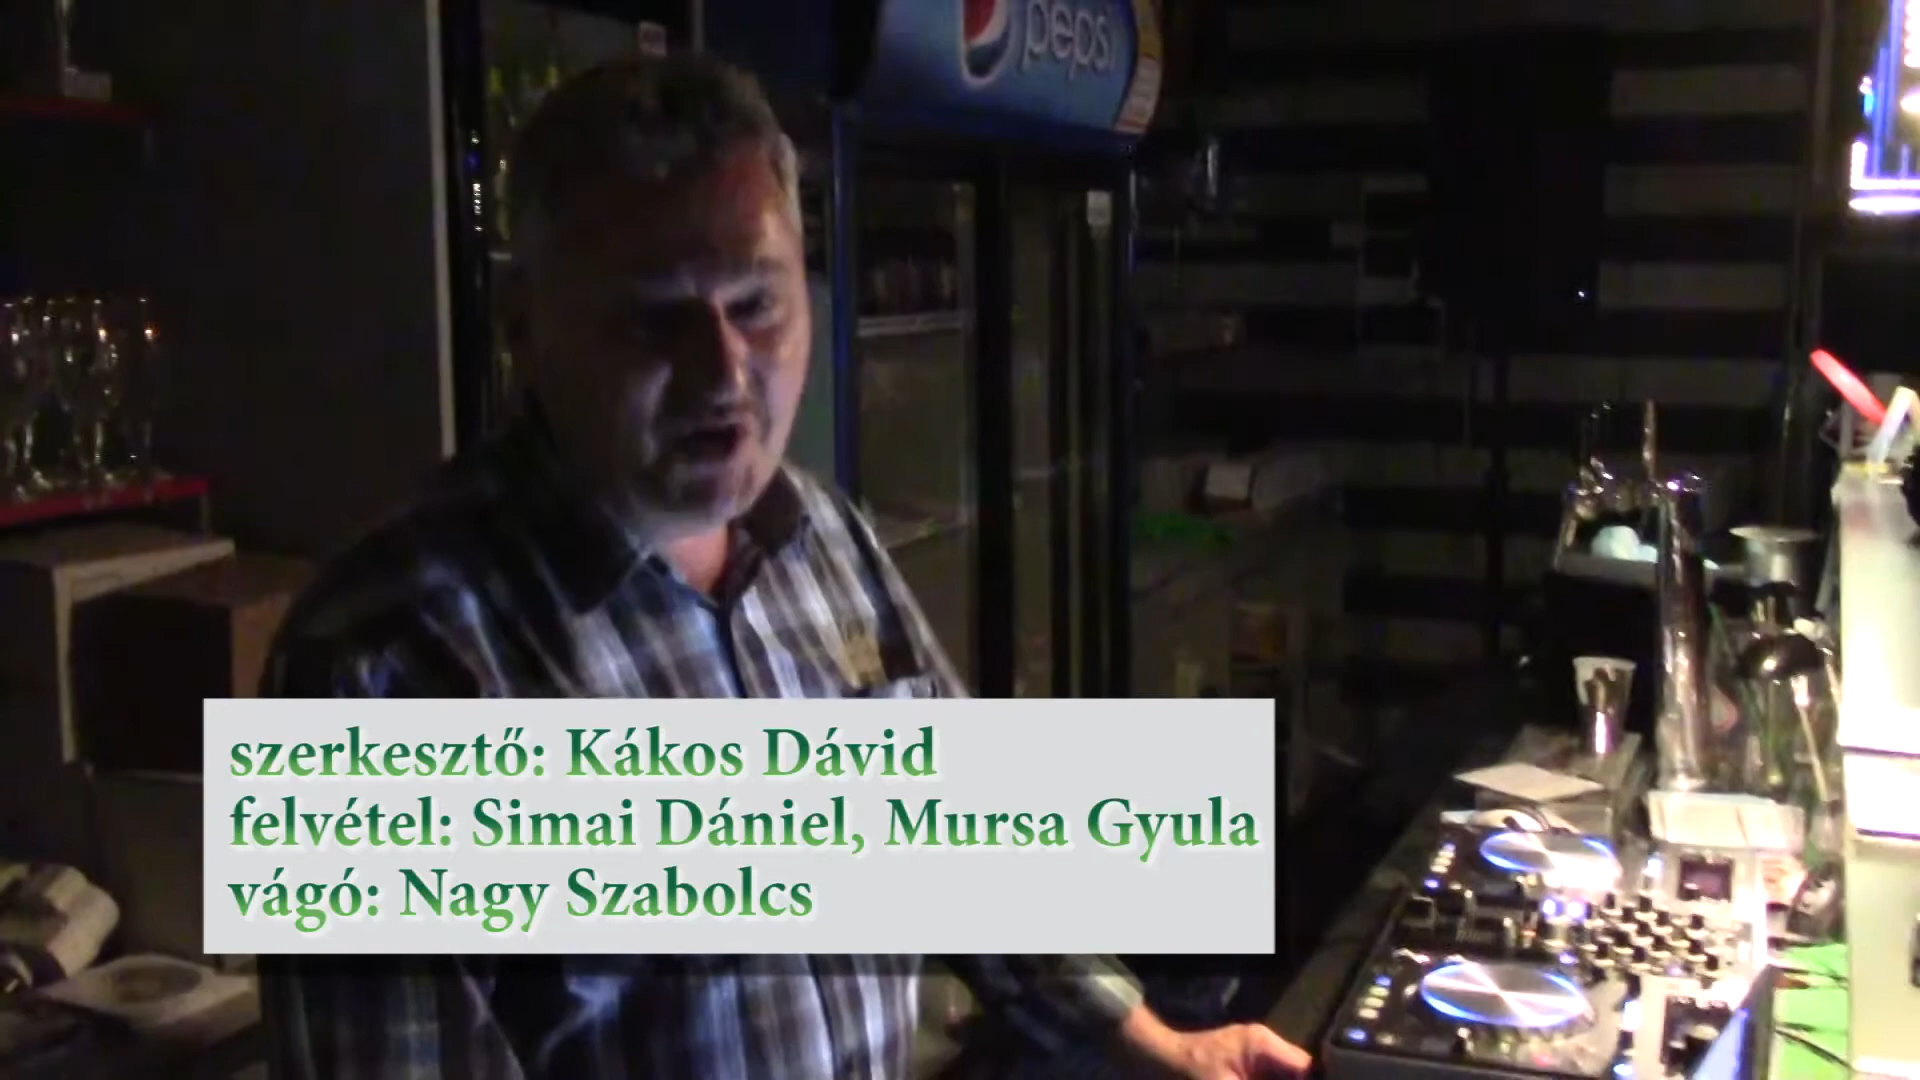 pepsi
szerkesztő: Kákos Dávid
felvétel: Simai Dániel, Mursa Gyula
vágó: Nagy Szabolcs